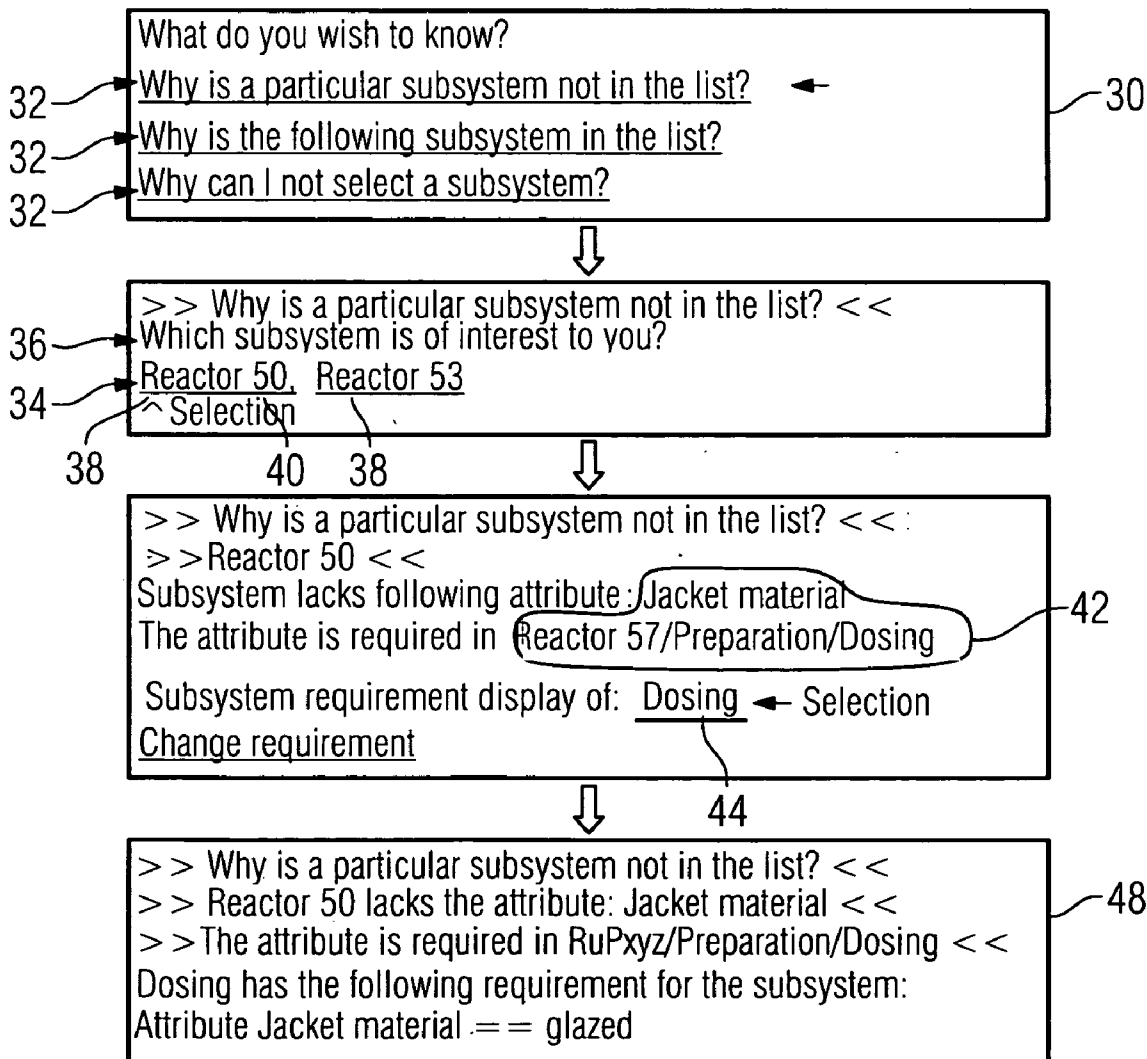 What do you wish to know?
32 Why is a particular subsystem not in the list? 30
32 Why is the following subsystem in the list?
32 Why can I not select a subsystem?
>> Why is a particular subsystem not in the list? <<
36 Which subsystem is of interest to you?
34 Reactor 50, Reactor 53
^ Selection
38 40 38
>> Why is a particular subsystem not in the list? <<
>>Reactor 50 <<
Subsystem lacks following attribute: Jacket material
The attribute is required in Reactor 57/Preparation/Dosing 42
Subsystem requirement display of: Dosing Selection
Change requirement
44
>> Why is a particular subsystem not in the list? <<
>> Reactor 50 lacks the attribute: Jacket material << 48
>>The attribute is required in RuPxyz/Preparation/Dosing <<
Dosing has the following requirement for the subsystem:
Attribute Jacket material == glazed